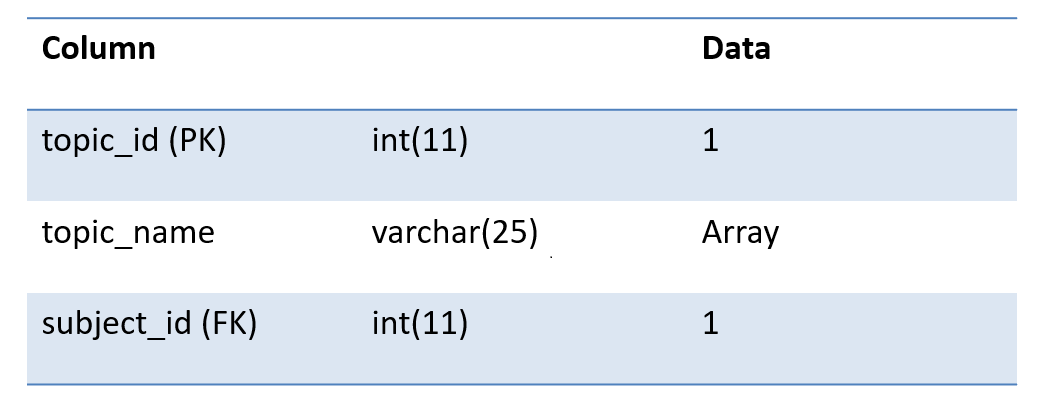 Column Data
topic_id (PK) int(11) 1
topic_name varchar(25) Array
.
subject_id (FK) int(11) 1